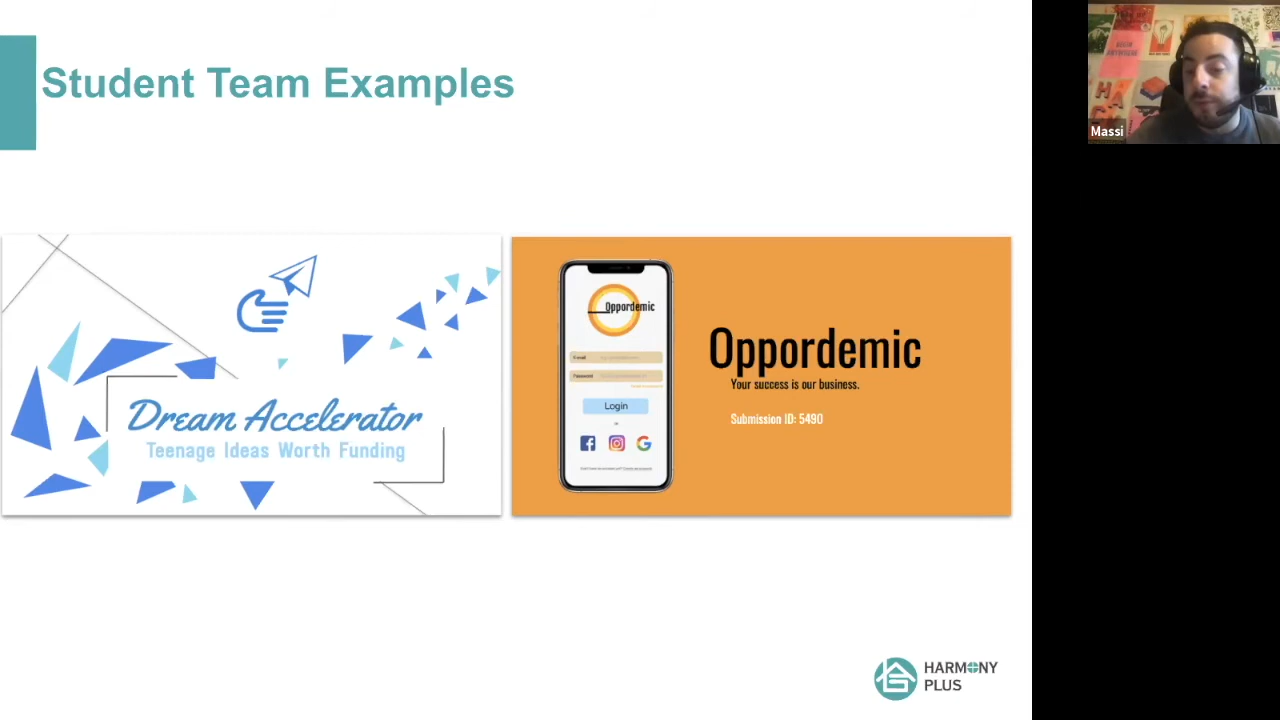 Student Team Examples
Massi
Dream Accelerator
Teenage Ideas Worth Funding
Oppordemic
E-mail
Password
Login
or
Oppordemic
Your success is our business.
Submission ID: 5490
HARMONY
PLUS